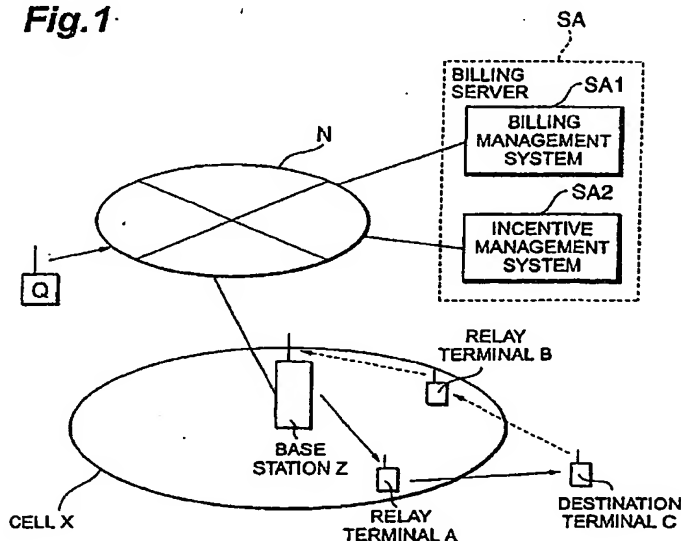 Fig.1
SA
BILLING
SERVER
SA1
BILLING
MANAGEMENT
SYSTEM
N
SA2
INCENTIVE
MANAGEMENT
SYSTEM
Q
RELAY
TERMINAL B
BASE
STATION Z
CELL X
RELAY
TERMINAL A
DESTINATION
TERMINAL C